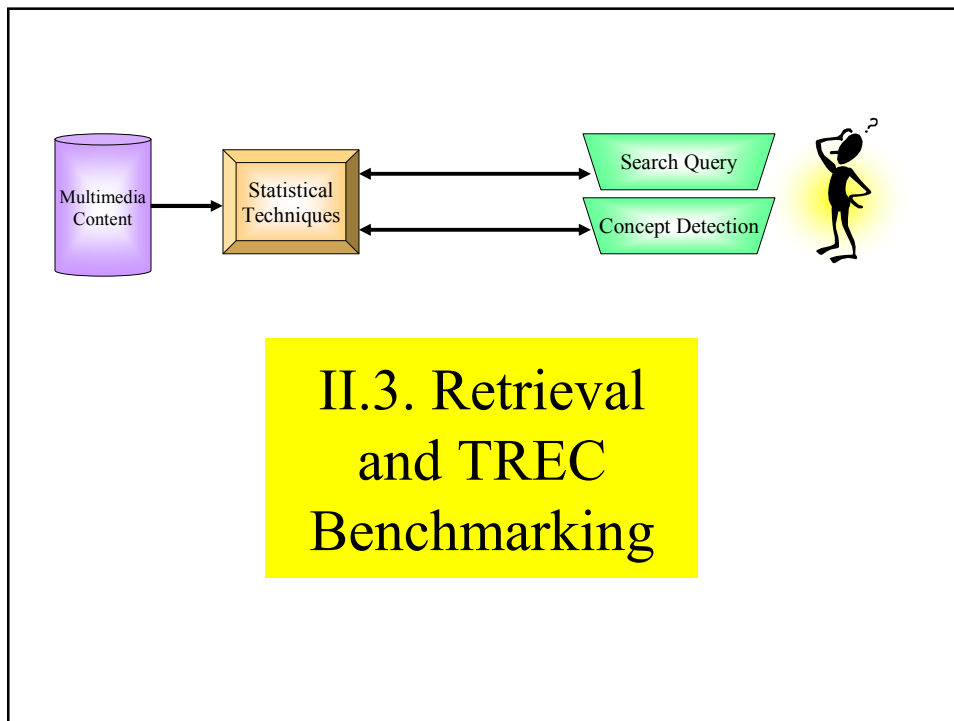 Multimedia
Content
Statistical
Techniques
Search Query
Concept Detection
?
II.3. Retrieval
and TREC
Benchmarking